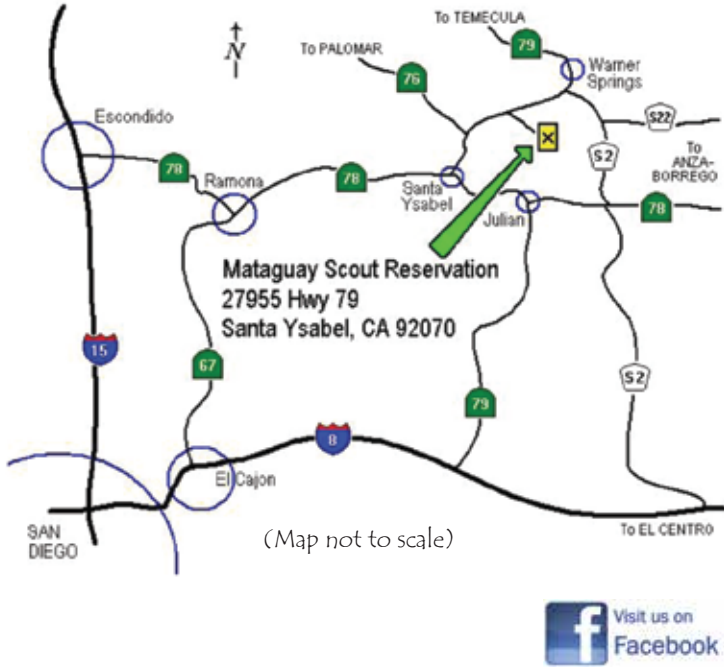 To TEMECULA
79
N
To PALOMAR
76
Warner
Springs
Escondido
S22
S2
To
ANZA-
BORREGO
78
Ramona
78
Santa
Ysabel
Julian
78
Mataguay Scout Reservation
27955 Hwy 79
Santa Ysabel, CA 92070
15
67
S2
79
8
El Cajon
SAN
DIEGO
(Map not to scale)
To EL CENTRO
Visit us on
Facebook